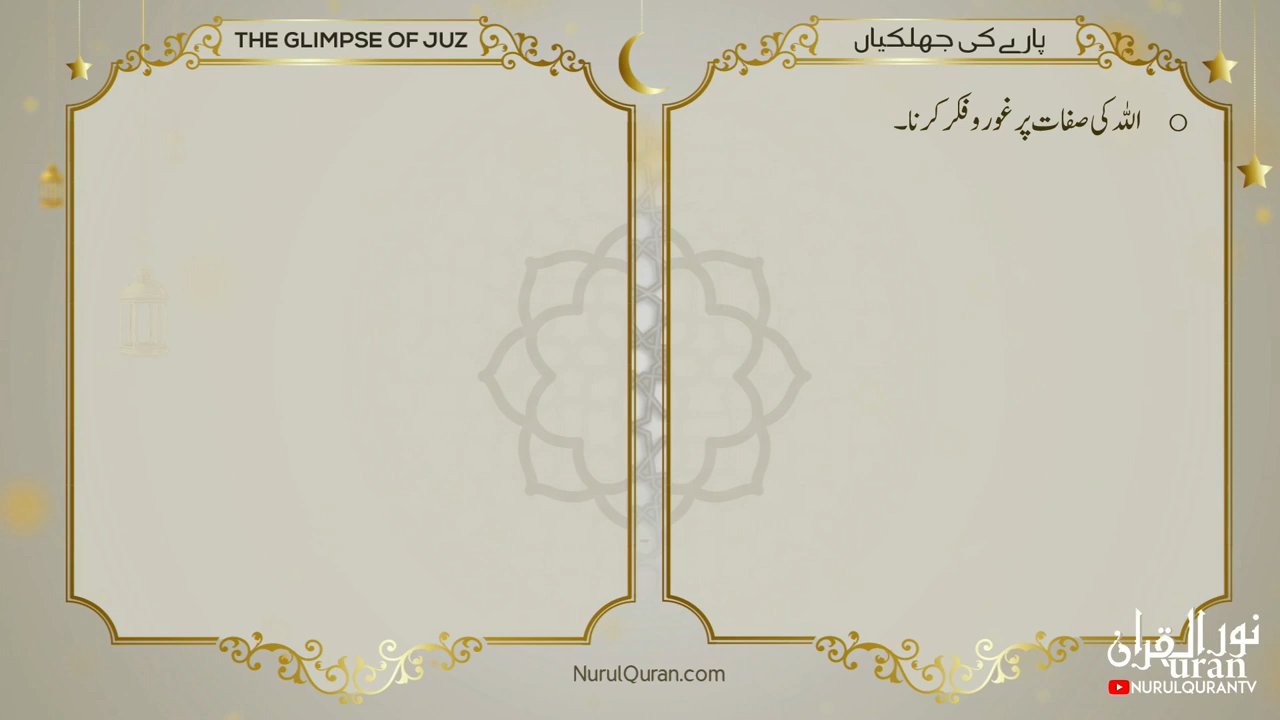 THE GLIMPSE OF JUZ
پارے کی جھلکیاں
اللہ کی صفات پر غور و فکر کرنا۔
NurulQuran.com
نور القرآن
uran
NURULQURANTV